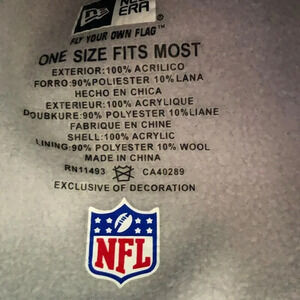 NEW
ERA
FLY YOUR OWN FLAG™
ONE SIZE FITS MOST
EXTERIOR:100% ACRILICO
FORRO:90%POLIESTER 10%LANA
HECHO EN CHICA
EXTERIEUR:100% ACRYLIQUE
DOUBKURE:90% POLYESTER 10%LIANE
FABRIQUE EN CHINE
SHELL:100% ACRYLIC
LINING:90% POLYESTER 10% WOOL
MADE IN CHINA
RN11493 CA40289
EXCLUSIVE OF DECORATION
NFL